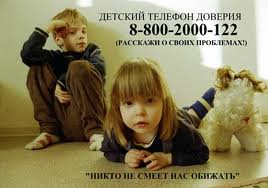 ДЕТСКИЙ ТЕЛЕФОН ДОВЕРИЯ
8-800-2000-122
(РАССКАЖИ О СВОИХ ПРОБЛЕМАХ!)
"НИКТО НЕ СМЕЕТ НАС ОБИЖАТЬ"